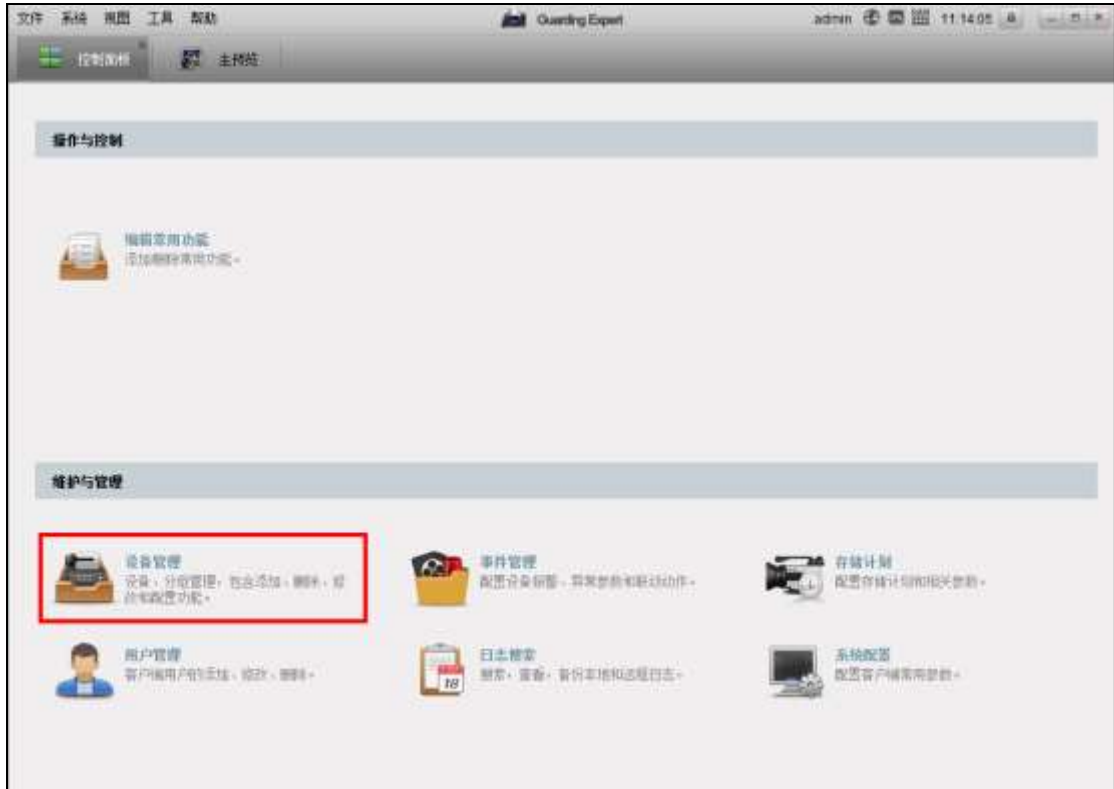 文件 系统 视图 工具 帮助 Guarding Expert admin 11:14:05
控制面板 主预览
操作与控制
编辑常用功能
添加删除常用功能。
维护与管理
设备管理
设备、分组管理，包含添加、删除、修
改和配置功能。
事件管理
配置设备报警、异常参数和联动动作。
存储计划
配置存储计划和相关参数。
用户管理
客户端用户的添加、修改、删除。
日志搜索
搜索、查看、备份本地和远程日志。
18
系统配置
配置客户端常用参数。